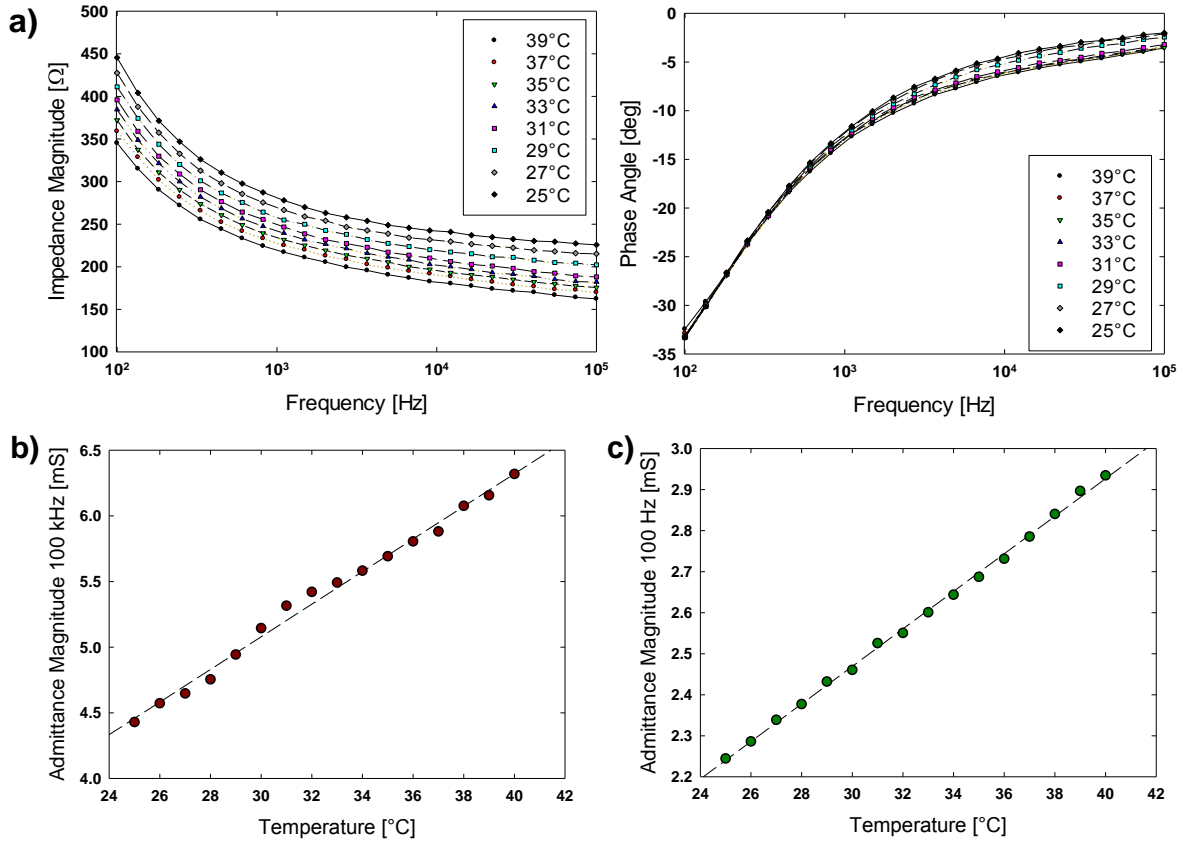 a)
Impedance Magnitude [Ω]
500
450
400
350
300
250
200
150
100
39°C
37°C
35°C
33°C
31°C
29°C
27°C
25°C
10² 10³ 10⁴ 10⁵
Frequency [Hz]
Phase Angle [deg]
0
-5
-10
-15
-20
-25
-30
-35
39°C
37°C
35°C
33°C
31°C
29°C
27°C
25°C
10² 10³ 10⁴ 10⁵
Frequency [Hz]
b)
Admittance Magnitude 100 kHz [mS]
6.5
6.0
5.5
5.0
4.5
4.0
24 26 28 30 32 34 36 38 40 42
Temperature [°C]
c)
Admittance Magnitude 100 Hz [mS]
3.0
2.9
2.8
2.7
2.6
2.5
2.4
2.3
2.2
24 26 28 30 32 34 36 38 40 42
Temperature [°C]